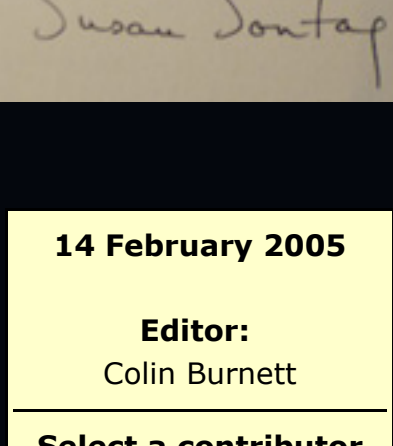 Susan Sontag
14 February 2005
Editor:
Colin Burnett
Select a contributor